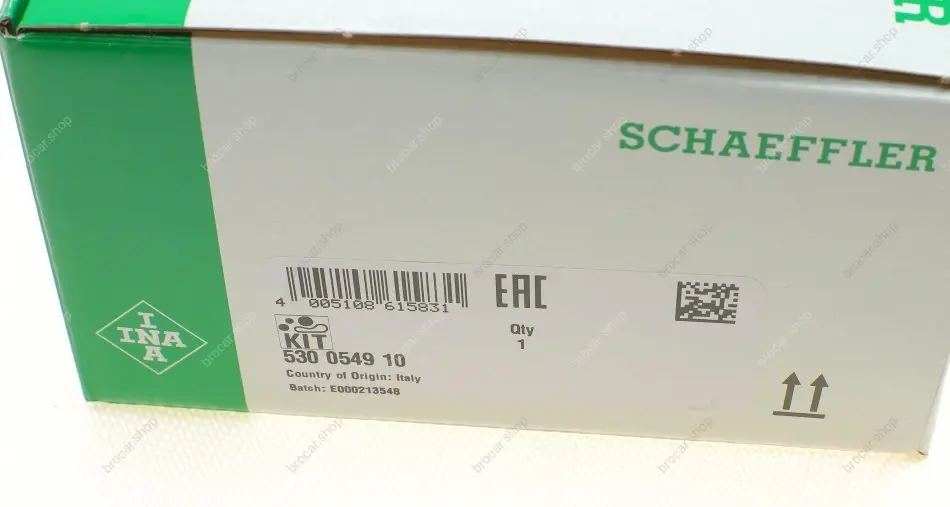 SCHAEFFLER
INA
INA
4 005108 615831
EAC
Qty
1
KIT
530 0549 10
Country of Origin: Italy
Batch: E000213548
brocar.shop